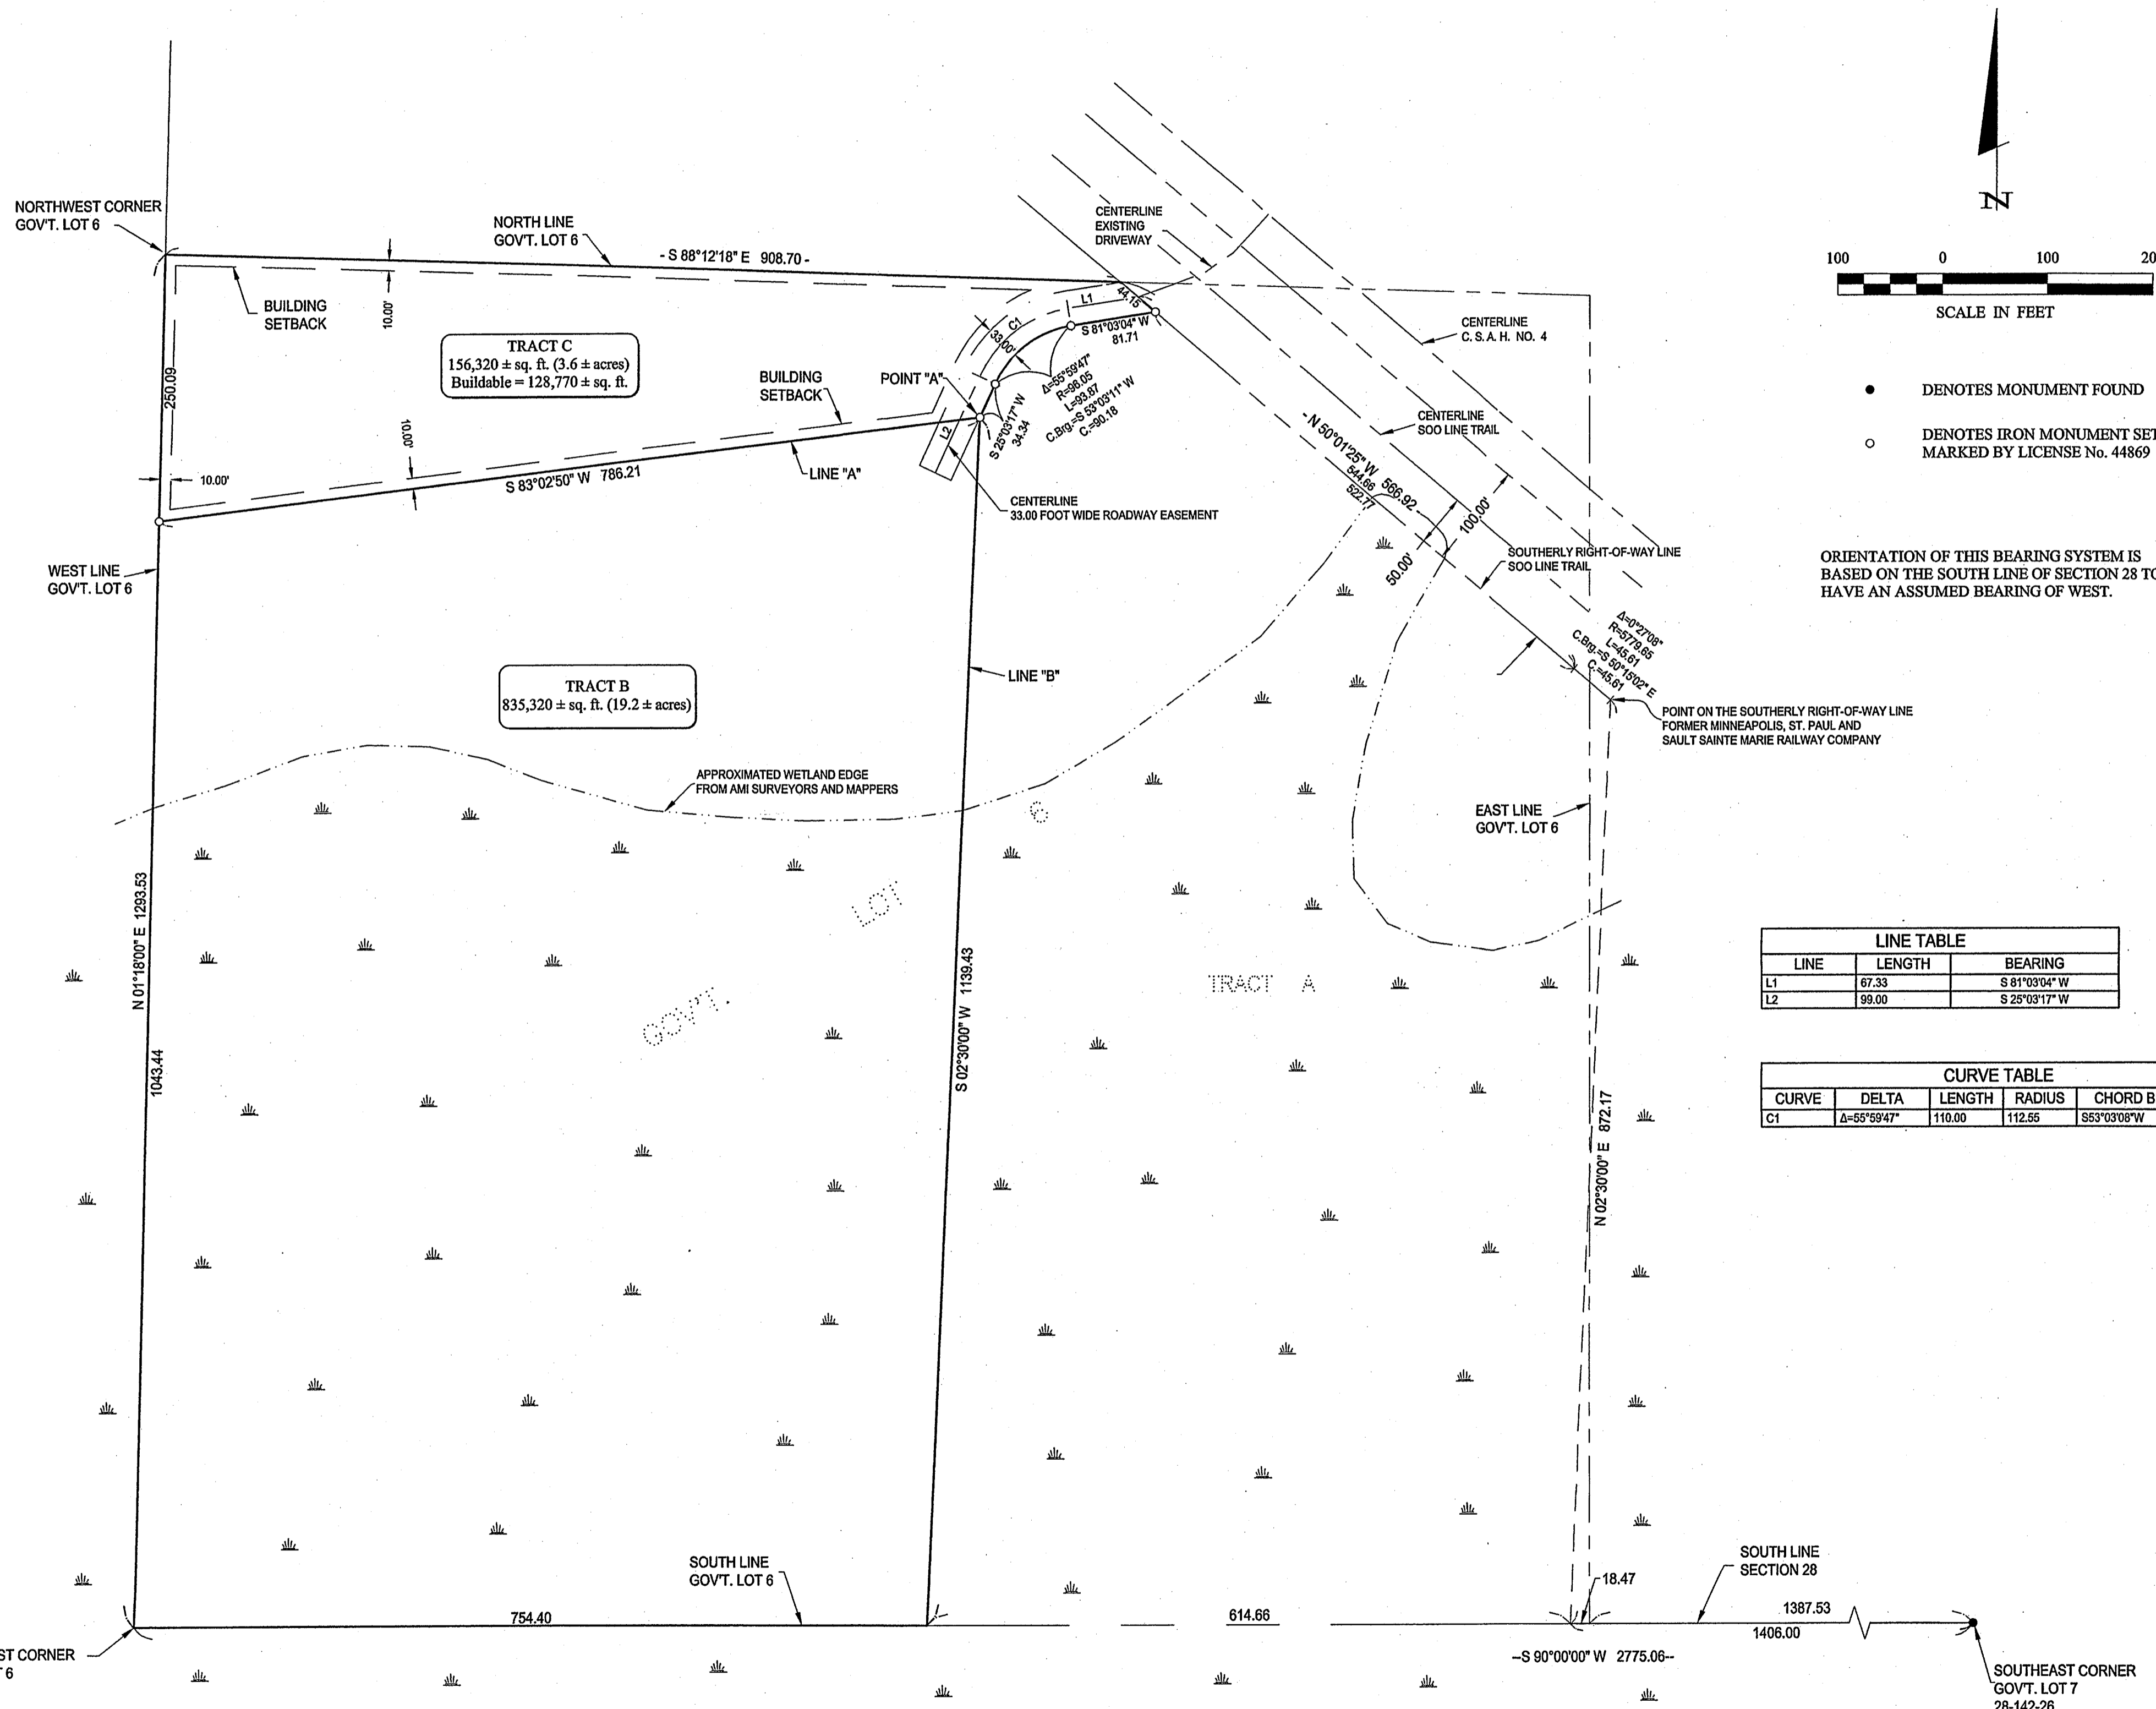 N
100 0 100 20
SCALE IN FEET
DENOTES MONUMENT FOUND
DENOTES IRON MONUMENT SET
MARKED BY LICENSE No. 44869
ORIENTATION OF THIS BEARING SYSTEM IS
BASED ON THE SOUTH LINE OF SECTION 28 TO
HAVE AN ASSUMED BEARING OF WEST.
NORTHWEST CORNER
GOV'T. LOT 6
NORTH LINE
GOV'T. LOT 6
- S 88°12'18" E 908.70 -
BUILDING
SETBACK
10.00'
TRACT C
156,320 ± sq. ft. (3.6 ± acres)
Buildable = 128,770 ± sq. ft.
250.09
10.00'
10.00'
BUILDING
SETBACK
POINT "A"
S 83°02'50" W 786.21
LINE "A"
CENTERLINE
EXISTING
DRIVEWAY
44.15
L1
C1
33.00'
S 81°03'04" W
81.71
Δ=55°59'47"
R=96.05
L=93.87
C.Brg.=S 53°03'11" W
C.=90.18
S 25°03'17" W
34.34
L2
CENTERLINE
33.00 FOOT WIDE ROADWAY EASEMENT
CENTERLINE
C. S. A. H. NO. 4
CENTERLINE
SOO LINE TRAIL
- N 50°01'25" W 566.92 -
544.66
522.77
100.00'
50.00'
SOUTHERLY RIGHT-OF-WAY LINE
SOO LINE TRAIL
Δ=0°27'08"
R=5779.65
L=45.61
C.Brg.=S 50°15'02" E
C.=45.61
POINT ON THE SOUTHERLY RIGHT-OF-WAY LINE
FORMER MINNEAPOLIS, ST. PAUL AND
SAULT SAINTE MARIE RAILWAY COMPANY
WEST LINE
GOV'T. LOT 6
TRACT B
835,320 ± sq. ft. (19.2 ± acres)
LINE "B"
APPROXIMATED WETLAND EDGE
FROM AMI SURVEYORS AND MAPPERS
EAST LINE
GOV'T. LOT 6
N 01°18'00" E 1293.53
1043.44
GOV'T. LOT 6
S 02°30'00" W 1139.43
TRACT A
N 02°30'00" E 872.17
LINE TABLE
LINE LENGTH BEARING
L1 67.33 S 81°03'04" W
L2 99.00 S 25°03'17" W
CURVE TABLE
CURVE DELTA LENGTH RADIUS CHORD B
C1 Δ=55°59'47" 110.00 112.55 S53°03'08"W
SOUTH LINE
GOV'T. LOT 6
754.40
614.66
18.47
SOUTH LINE
SECTION 28
1387.53
1406.00
--S 90°00'00" W 2775.06--
ST CORNER
T 6
SOUTHEAST CORNER
GOV'T. LOT 7
28-142-26